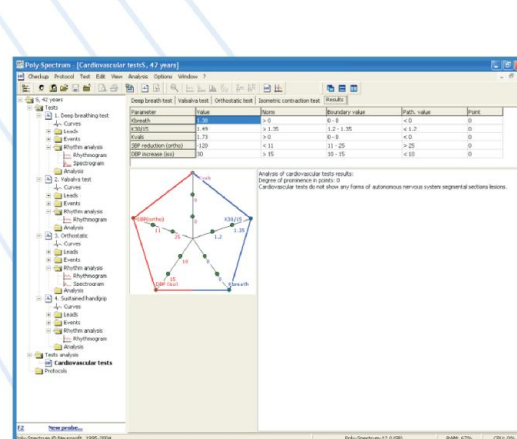 Poly-Spectrum - [Cardiovascular testsS, 42 years]
Checkup Protocol Test Edit View Analysis Options Window ?
S, 42 years
Tests
1. Deep breathing test
Curves
Leads
Events
Rhythm analysis
Rhythmogram
Spectrogram
Analysis
2. Valsalva test
Curves
Leads
Events
Rhythm analysis
Rhythmogram
Analysis
3. Orthostatic
Curves
Leads
Events
Rhythm analysis
Rhythmogram
Spectrogram
Analysis
4. Sustained handgrip
Curves
Leads
Events
Rhythm analysis
Rhythmogram
Analysis
Tests analysis
Cardiovascular tests
Protocols
F2 New probe...
Deep breath test Valsalva test Orthostatic test Isometric contraction test Results
Parameter Value Norm Boundary value Path. value Point
Kbreath 1.38 > 0 0 - 0 < 0 0
K30/15 1.49 > 1.35 1.2 - 1.35 < 1.2 0
Kvals 1.73 > 0 0 - 0 < 0 0
SBP reduction (ortho) -120 < 11 11 - 25 > 25 0
DBP increase (iso) 30 > 15 10 - 15 < 10 0
SBP(ortho)
K30/15
11
25
1.2
1.35
10
15
DBP (iso)
Kbreath
Analysis of cardiovascular tests results:
Degree of prominence in points: 0
Cardiovascular tests do not show any forms of autonomous nervous system segmental sections lesions.